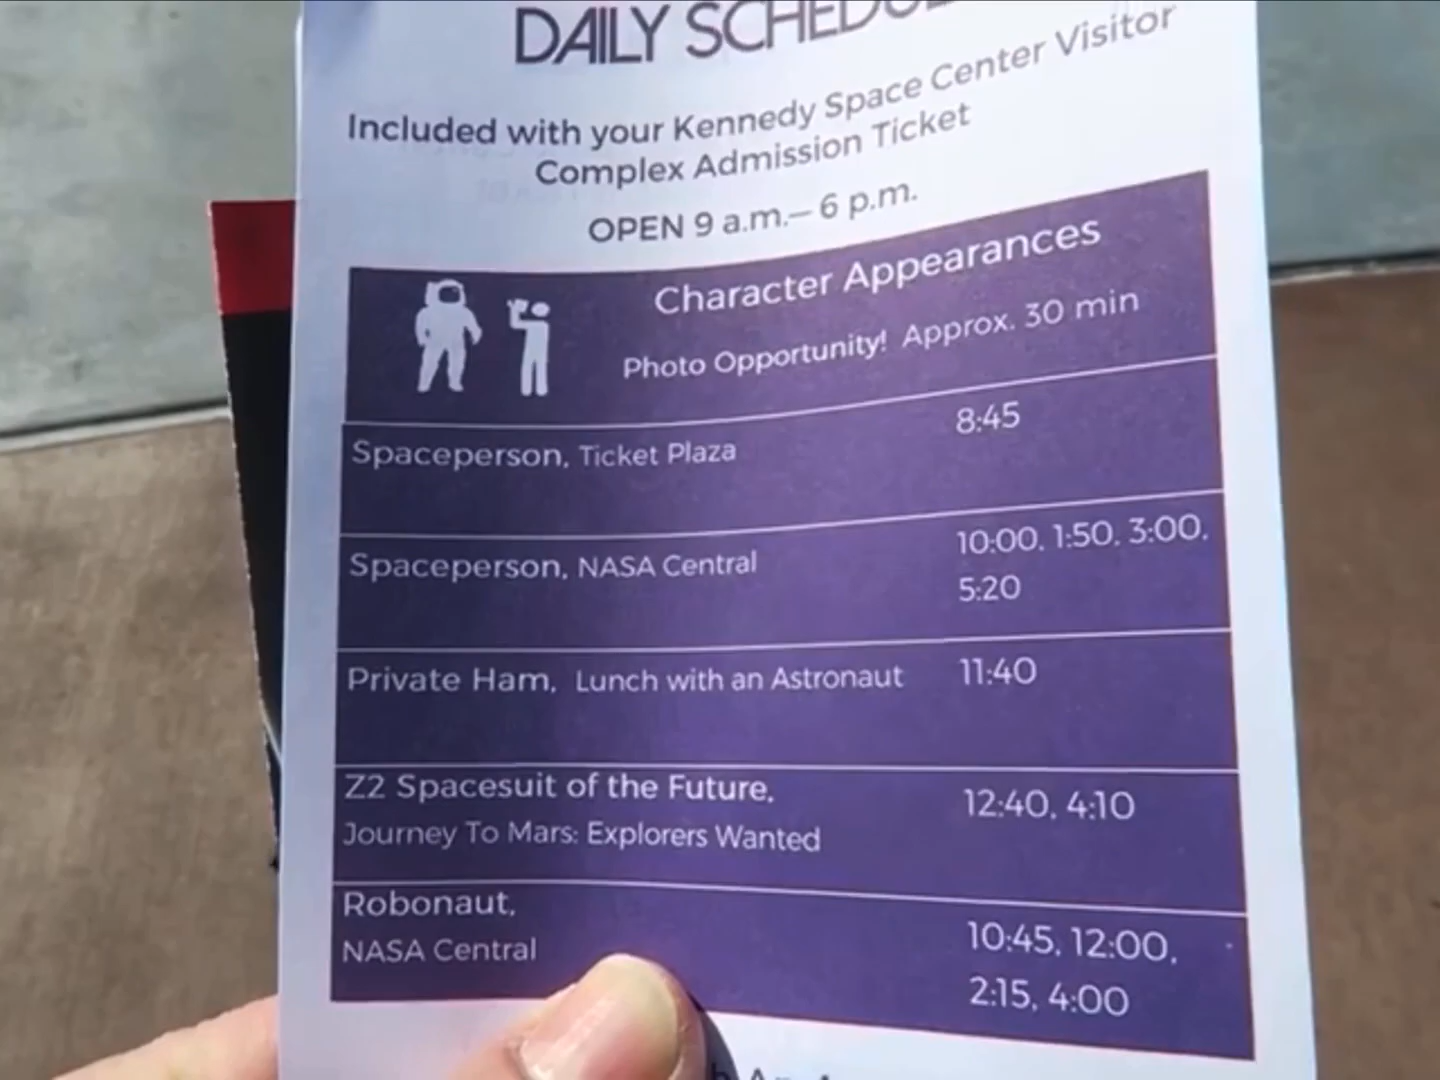 DAILY SCHEDULE
Included with your Kennedy Space Center Visitor
Complex Admission Ticket
OPEN 9 a.m.– 6 p.m.
Character Appearances
Photo Opportunity! Approx. 30 min
Spaceperson, Ticket Plaza 8:45
Spaceperson, NASA Central 10:00, 1:50, 3:00,
5:20
Private Ham, Lunch with an Astronaut 11:40
Z2 Spacesuit of the Future, 12:40, 4:10
Journey To Mars: Explorers Wanted
Robonaut, 10:45, 12:00,
NASA Central 2:15, 4:00